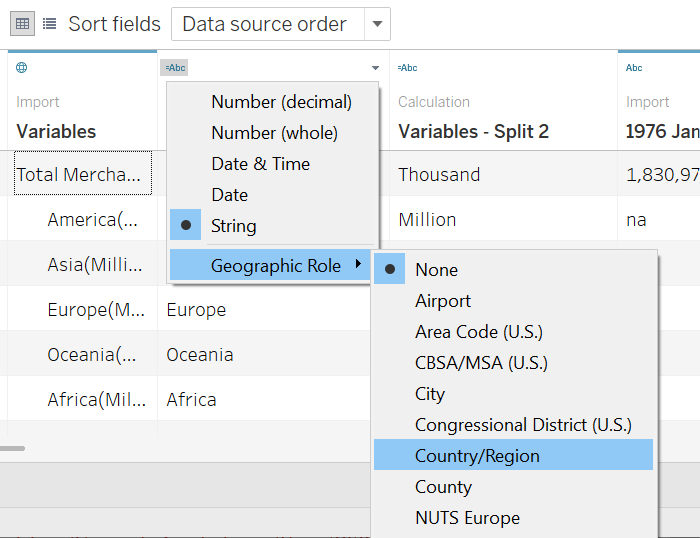 Sort fields Data source order
=Abc =Abc Abc
Import Calculation Import
Variables Variables - Split 2 1976 Jan
Total Mercha... Thousand 1,830,97
America(... Million na
Asia(Milli...
Europe(M... Europe
Oceania(... Oceania
Africa(Mil... Africa
Number (decimal)
Number (whole)
Date & Time
Date
String
Geographic Role
None
Airport
Area Code (U.S.)
CBSA/MSA (U.S.)
City
Congressional District (U.S.)
Country/Region
County
NUTS Europe